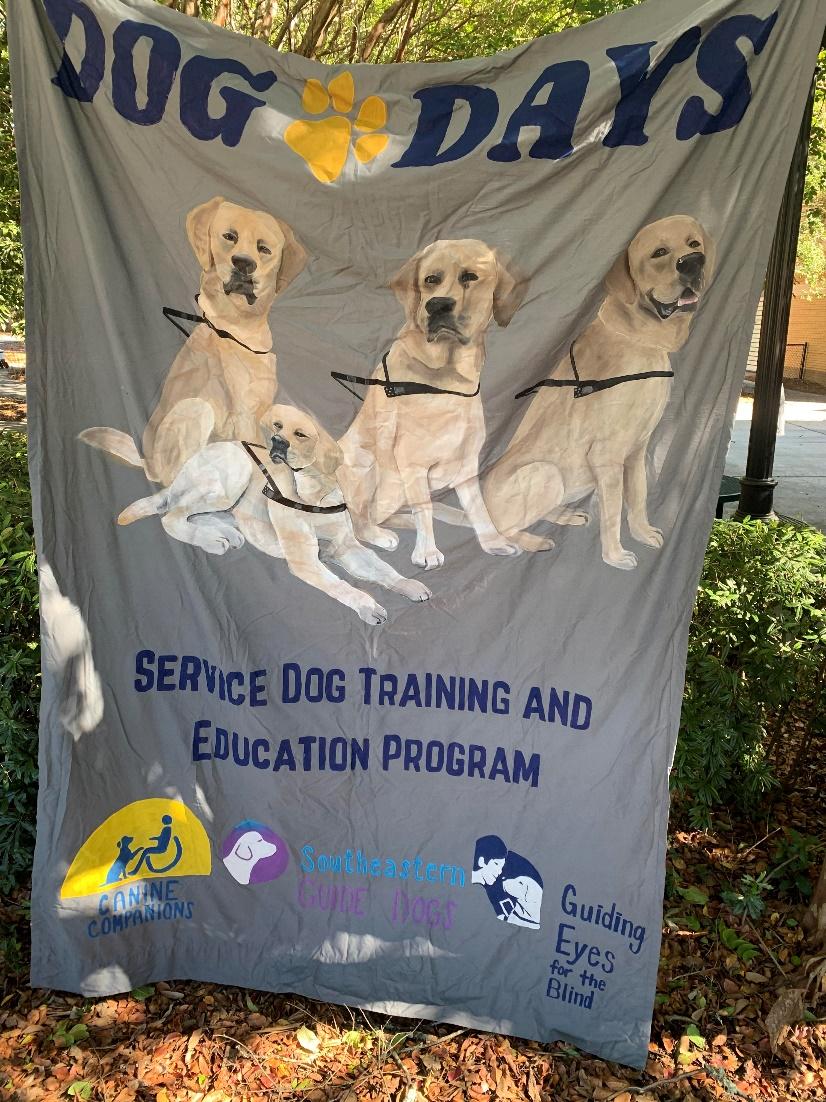 DOG DAYS
SERVICE DOG TRAINING AND
EDUCATION PROGRAM
CANINE
COMPANIONS
Southeastern
GUIDE DOGS
Guiding
Eyes
for the
Blind